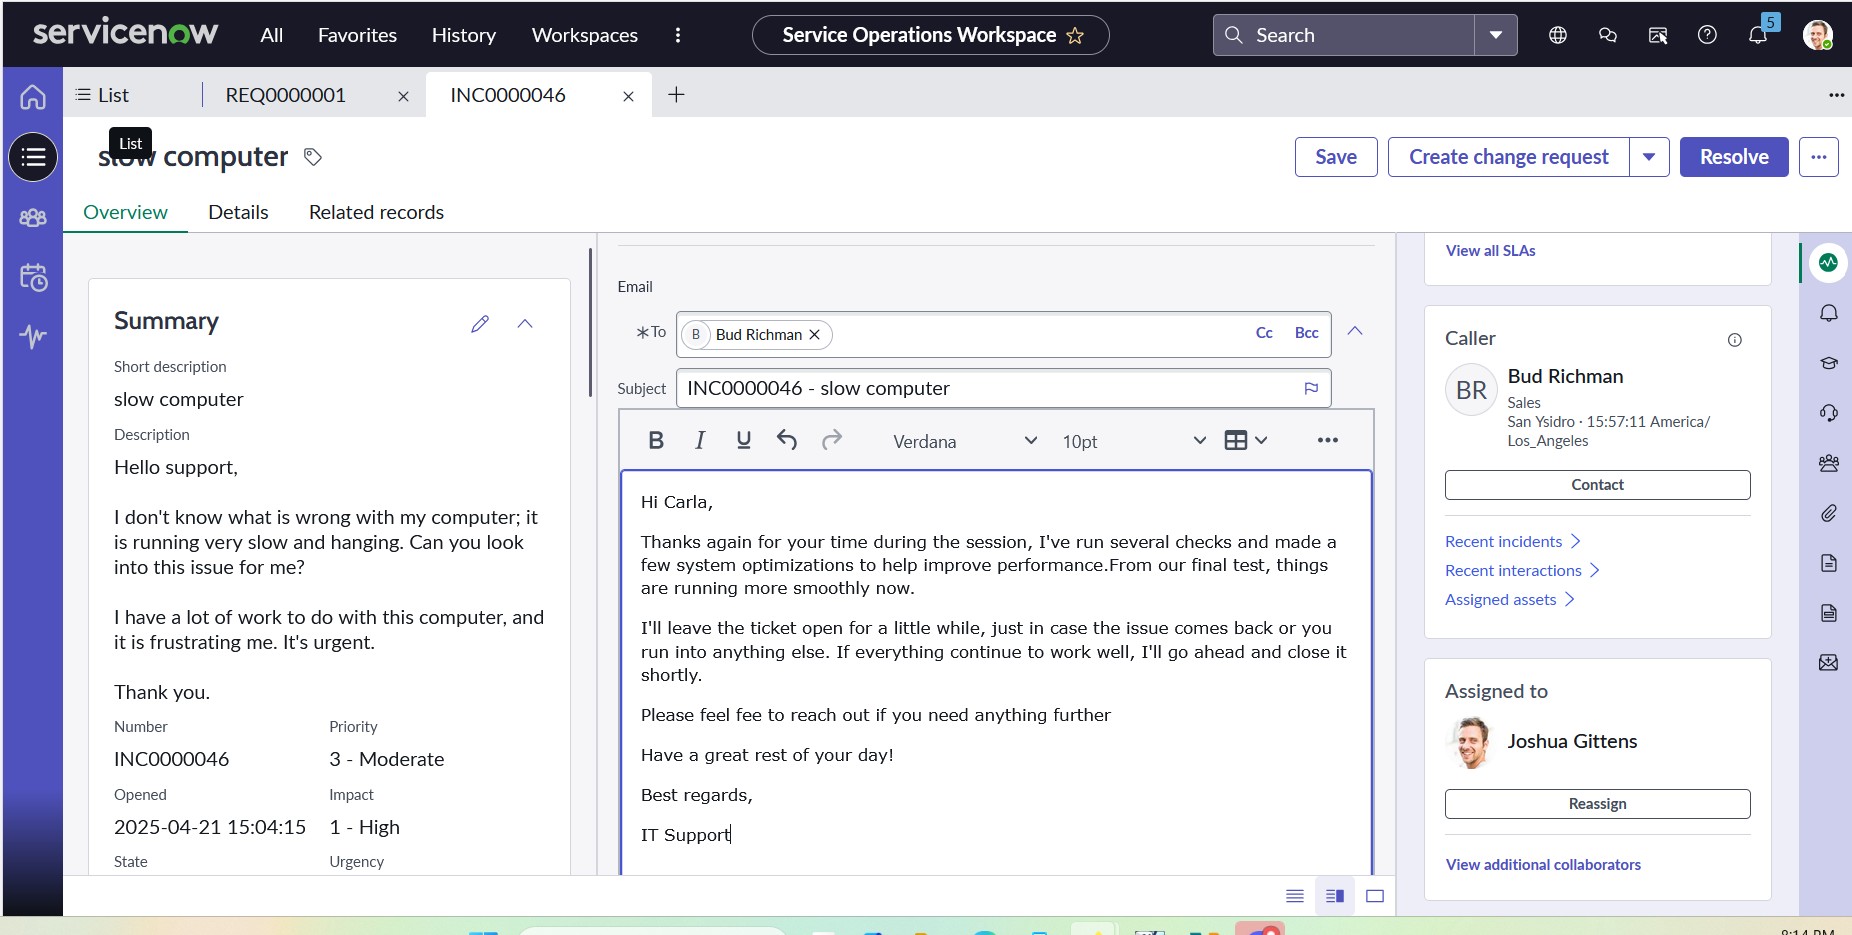 servicenow
All Favorites History Workspaces
Service Operations Workspace
Search
5
List
REQ0000001
INC0000046
List
slow computer
Save
Create change request
Resolve
Overview
Details
Related records
Summary
Short description
slow computer
Description
Hello support,
I don't know what is wrong with my computer; it
is running very slow and hanging. Can you look
into this issue for me?
I have a lot of work to do with this computer, and
it is frustrating me. It's urgent.
Thank you.
Number
Priority
INC0000046
3 - Moderate
Opened
Impact
2025-04-21 15:04:15
1 - High
State
Urgency
Email
*To
B
Bud Richman
Cc
Bcc
Subject
INC0000046 - slow computer
B I U
Verdana
10pt
Hi Carla,
Thanks again for your time during the session, I've run several checks and made a
few system optimizations to help improve performance.From our final test, things
are running more smoothly now.
I'll leave the ticket open for a little while, just in case the issue comes back or you
run into anything else. If everything continue to work well, I'll go ahead and close it
shortly.
Please feel fee to reach out if you need anything further
Have a great rest of your day!
Best regards,
IT Support
View all SLAs
Caller
BR
Bud Richman
Sales
San Ysidro · 15:57:11 America/
Los_Angeles
Contact
Recent incidents
Recent interactions
Assigned assets
Assigned to
Joshua Gittens
Reassign
View additional collaborators
8:14 PM